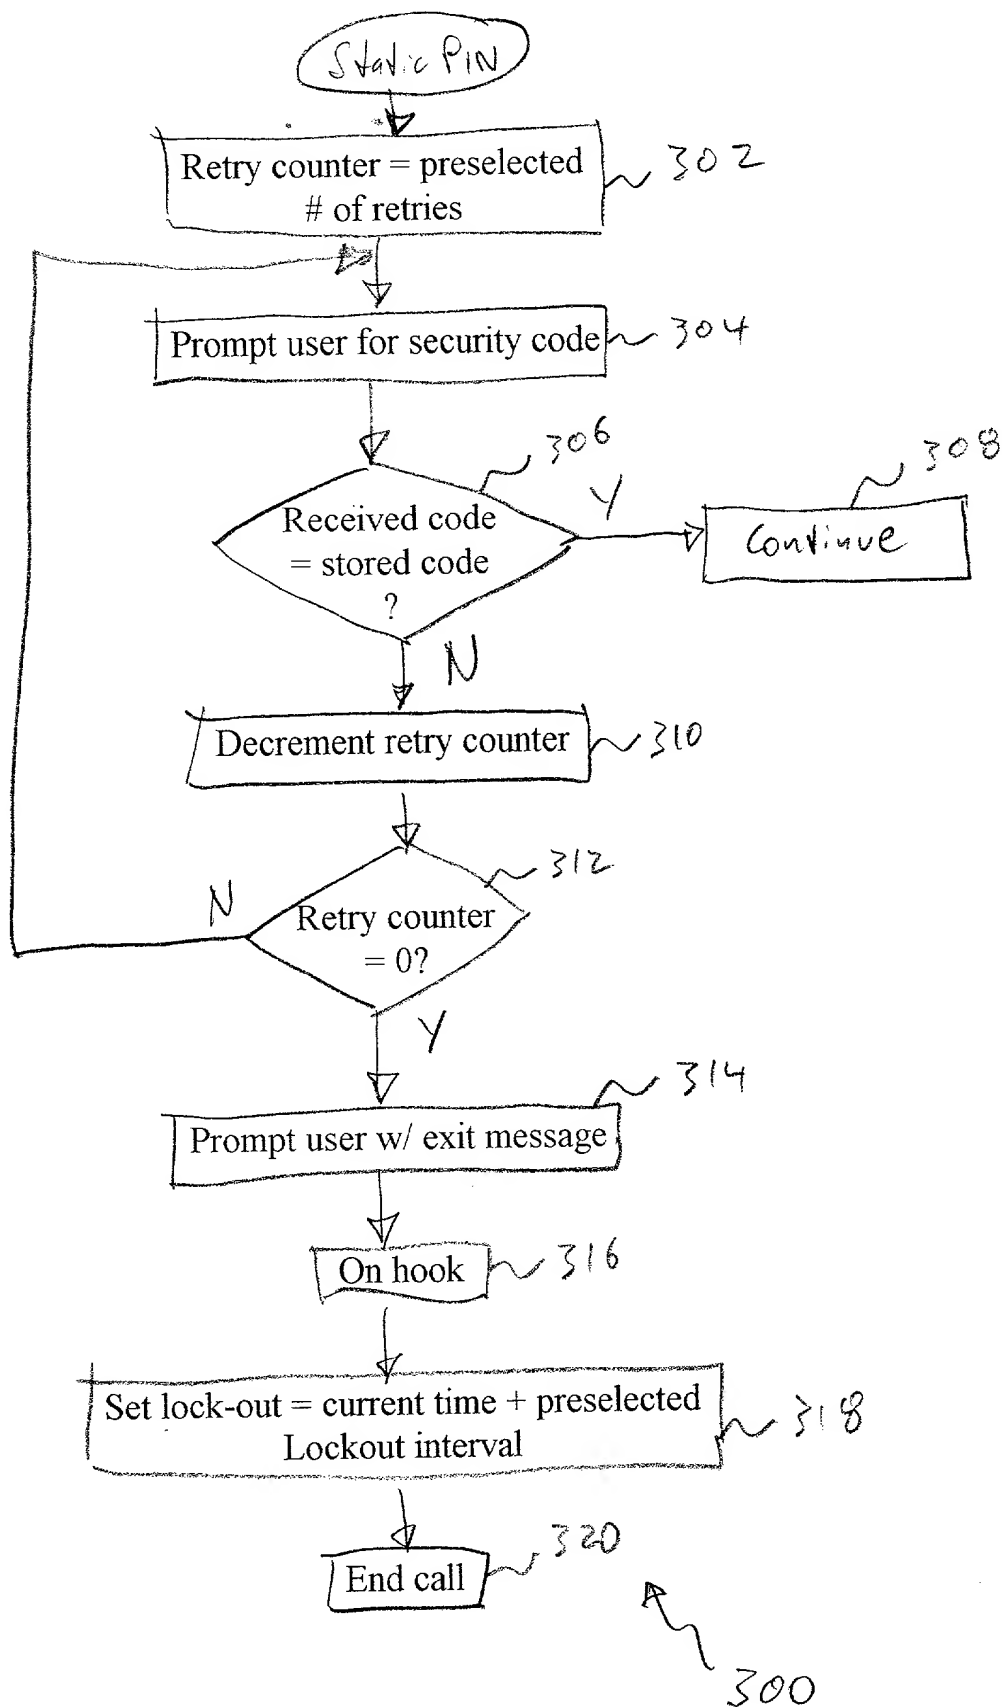 Static PIN
Retry counter = preselected
# of retries
302
Prompt user for security code
304
306
Received code
= stored code
?
Y
308
Continue
N
Decrement retry counter
310
312
N
Retry counter
= 0?
Y
314
Prompt user w/ exit message
On hook
316
Set lock-out = current time + preselected
Lockout interval
318
320
End call
300